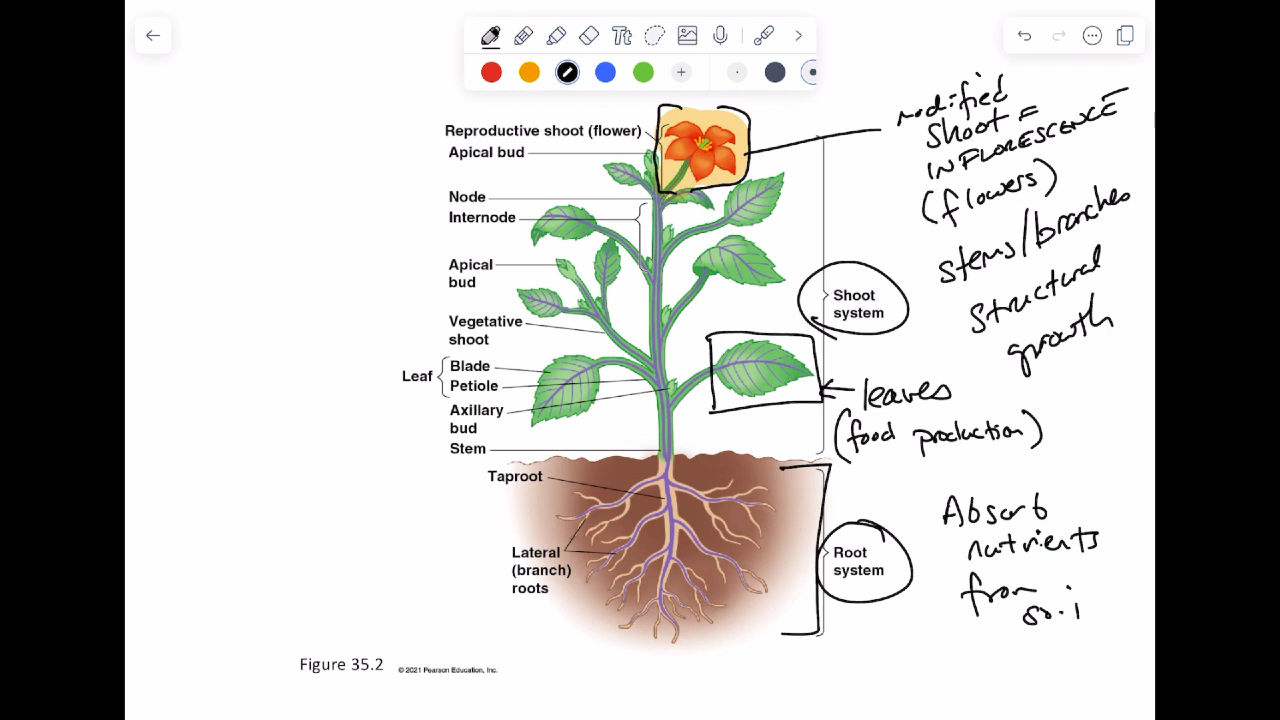 Tt
Reproductive shoot (flower)
Apical bud
Node
Internode
Apical
bud
Vegetative
shoot
Leaf
Blade
Petiole
Axillary
bud
Stem
Taproot
Lateral
(branch)
roots
Shoot
system
Root
system
modified
shoot =
INFLORESCENCE
(flowers)
stems/branches
structural
growth
leaves
(food production)
Absorb
nutrients
from
soi
Figure 35.2
© 2021 Pearson Education, Inc.